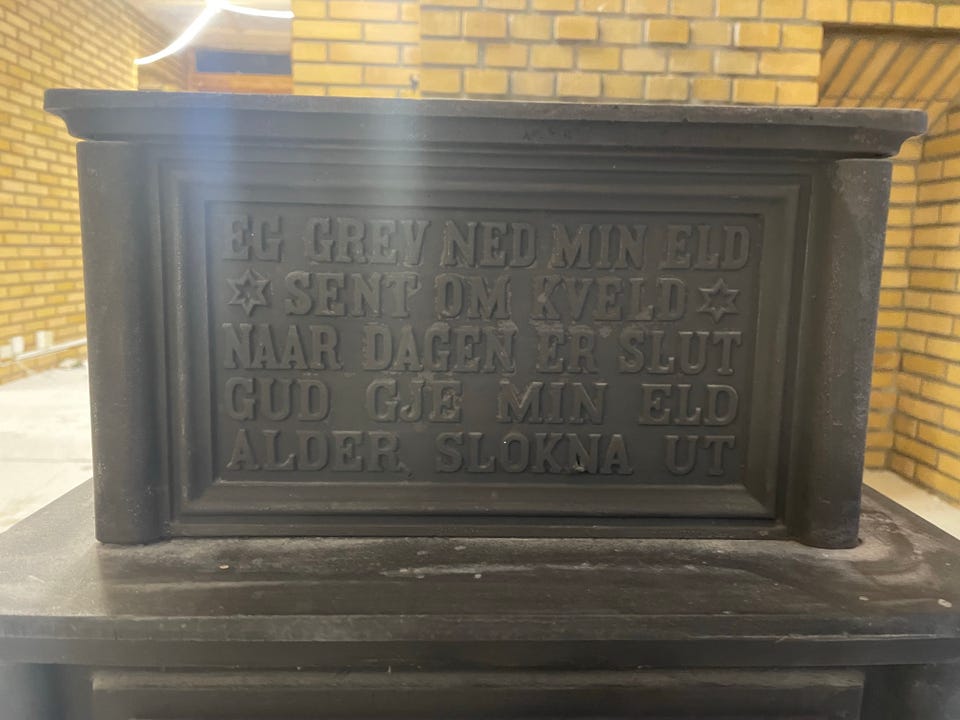 EG GREV NED MIN ELD
SENT OM KVELD
NAAR DAGEN ER SLUT
GUD GJE MIN ELD
ALDER SLOKNA UT